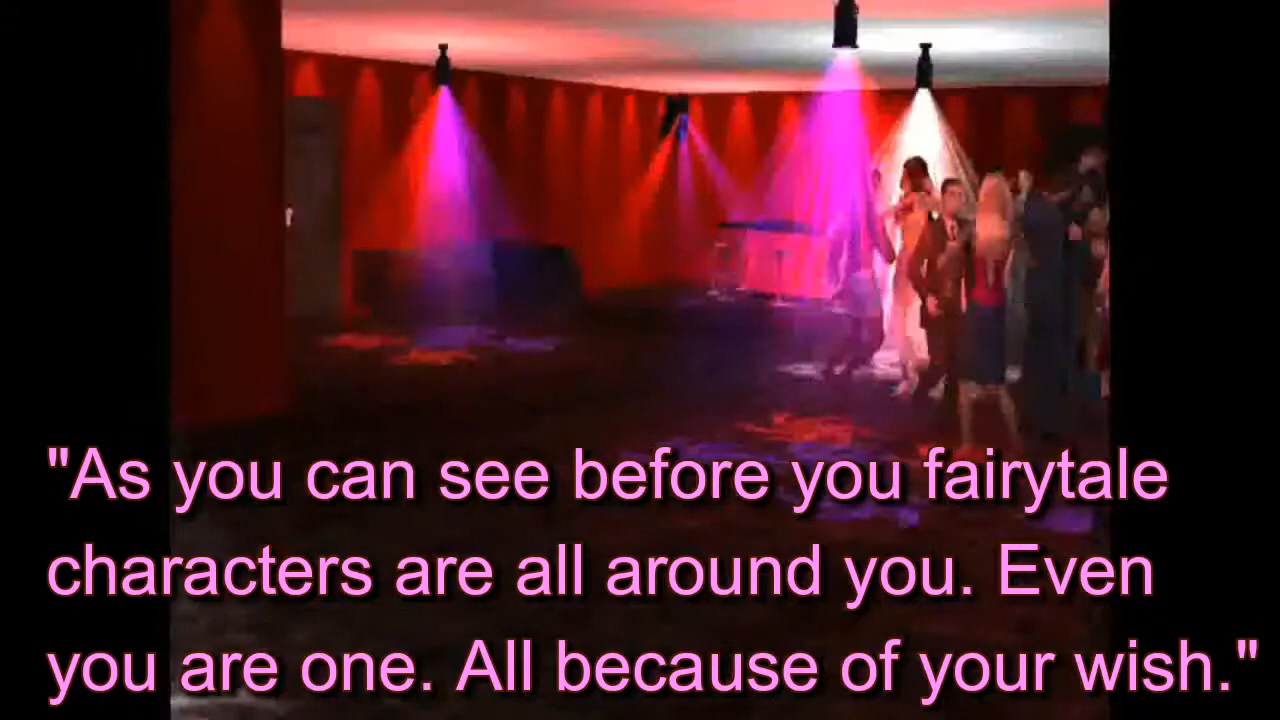 "As you can see before you fairytale
characters are all around you. Even
you are one. All because of your wish."